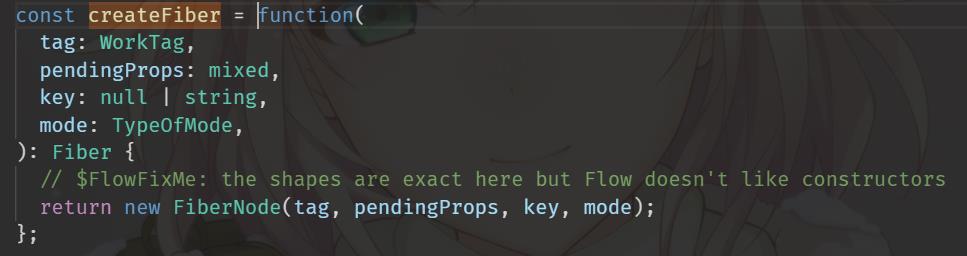 const createFiber = function(
  tag: WorkTag,
  pendingProps: mixed,
  key: null | string,
  mode: TypeOfMode,
): Fiber {
  // $FlowFixMe: the shapes are exact here but Flow doesn't like constructors
  return new FiberNode(tag, pendingProps, key, mode);
};